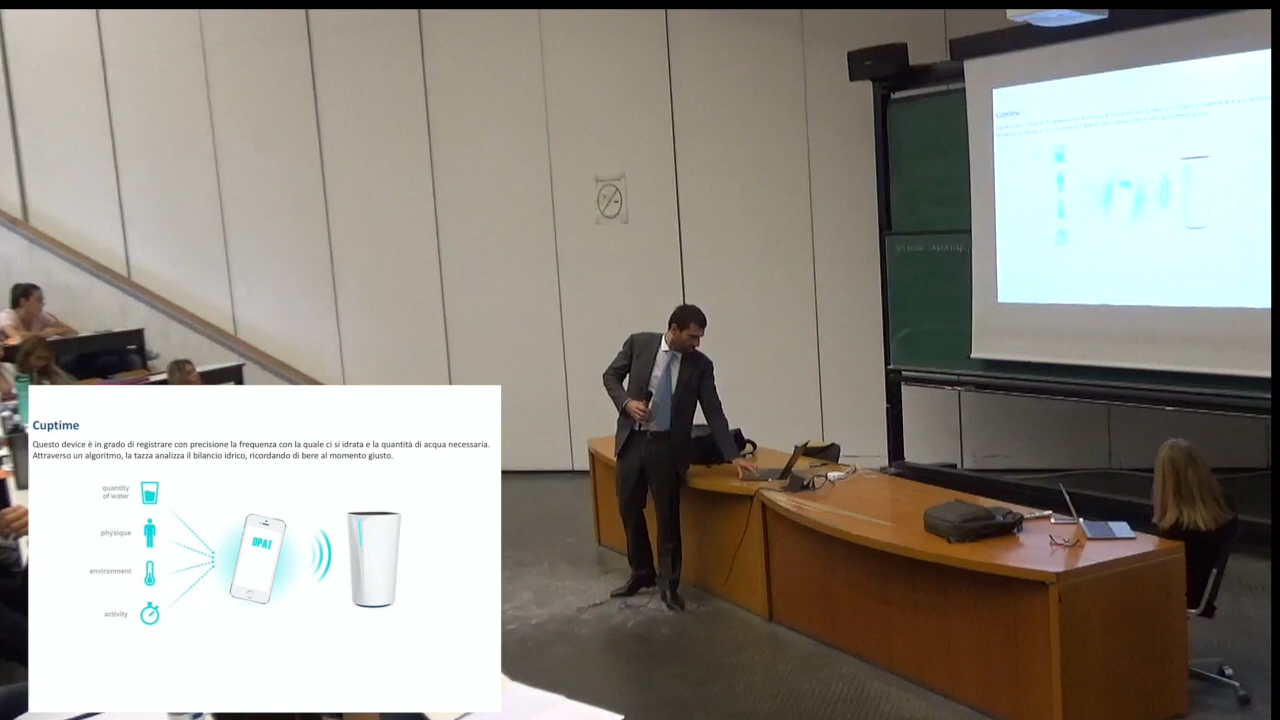 Cuptime
Questo device è in grado di registrare con precisione la frequenza con la quale ci si idrata e la quantità di acqua necessaria.
Attraverso un algoritmo, la tazza analizza il bilancio idrico, ricordando di bere al momento giusto.
quantity
of water
physique
DPAT
environment
activity
Cuptime